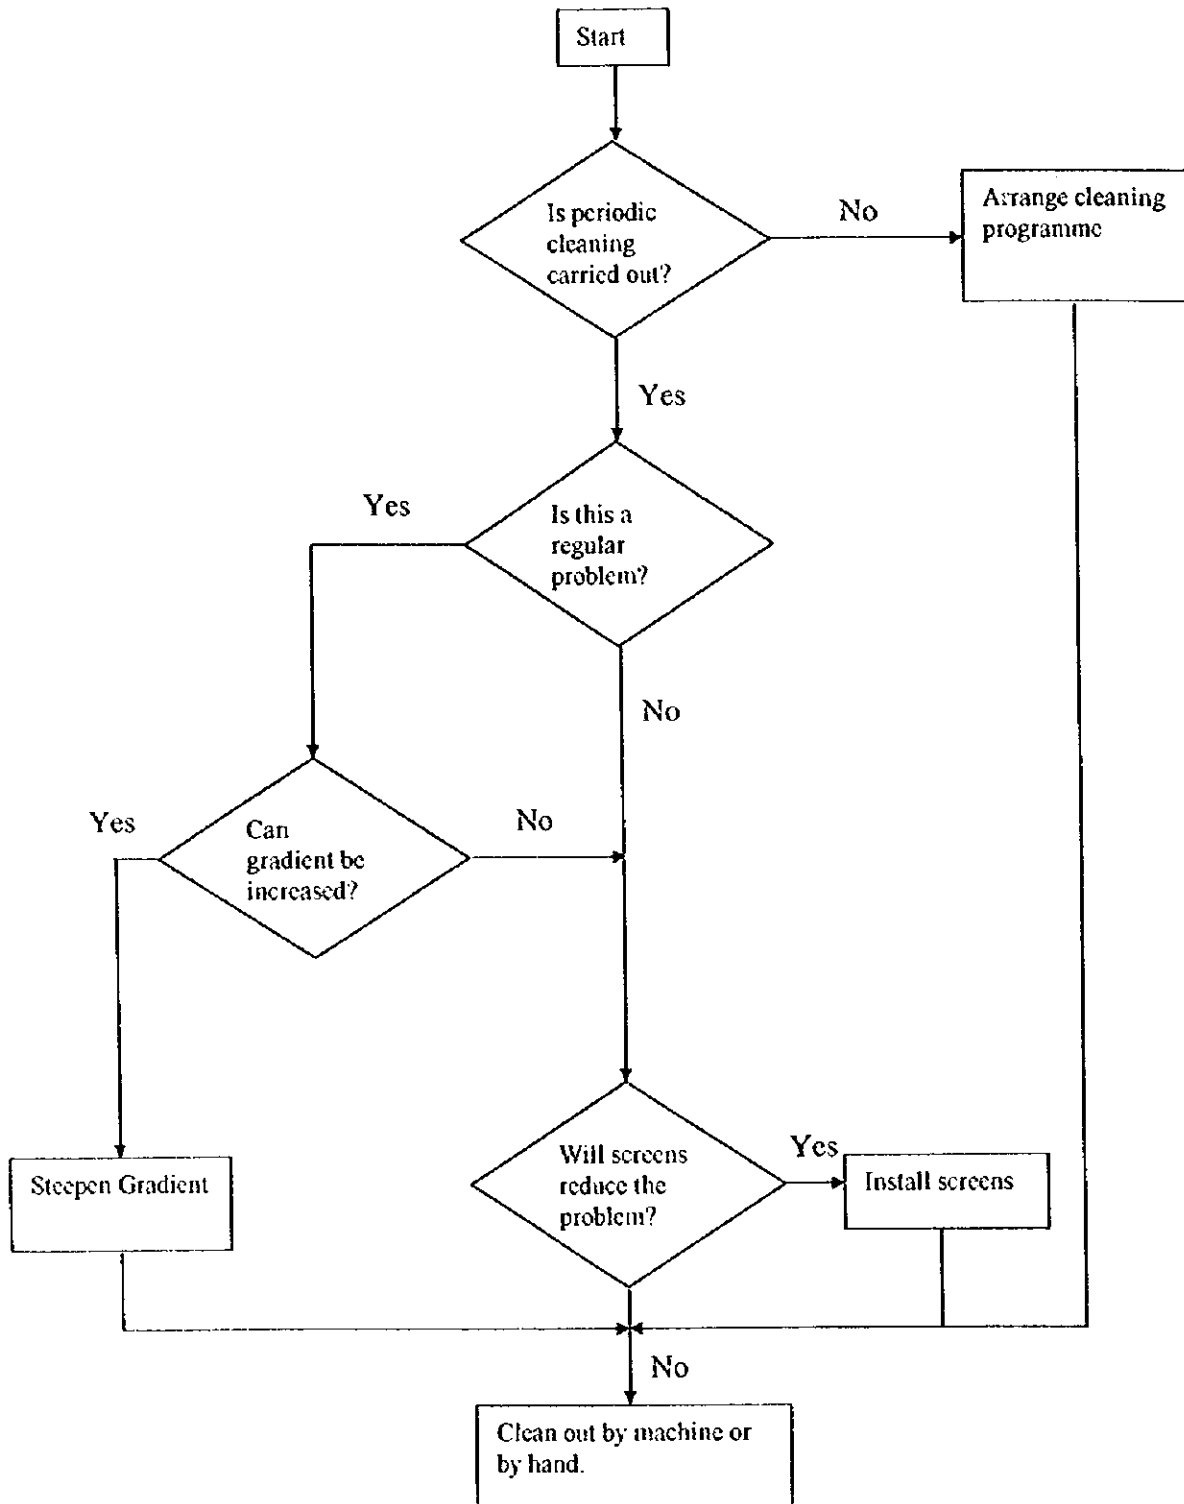 Start
Is periodic
cleaning
carried out?
No
Arrange cleaning
programme
Yes
Yes
Is this a
regular
problem?
No
Yes
Can
gradient be
increased?
No
Steepen Gradient
Will screens
reduce the
problem?
Yes
Install screens
No
Clean out by machine or
by hand.